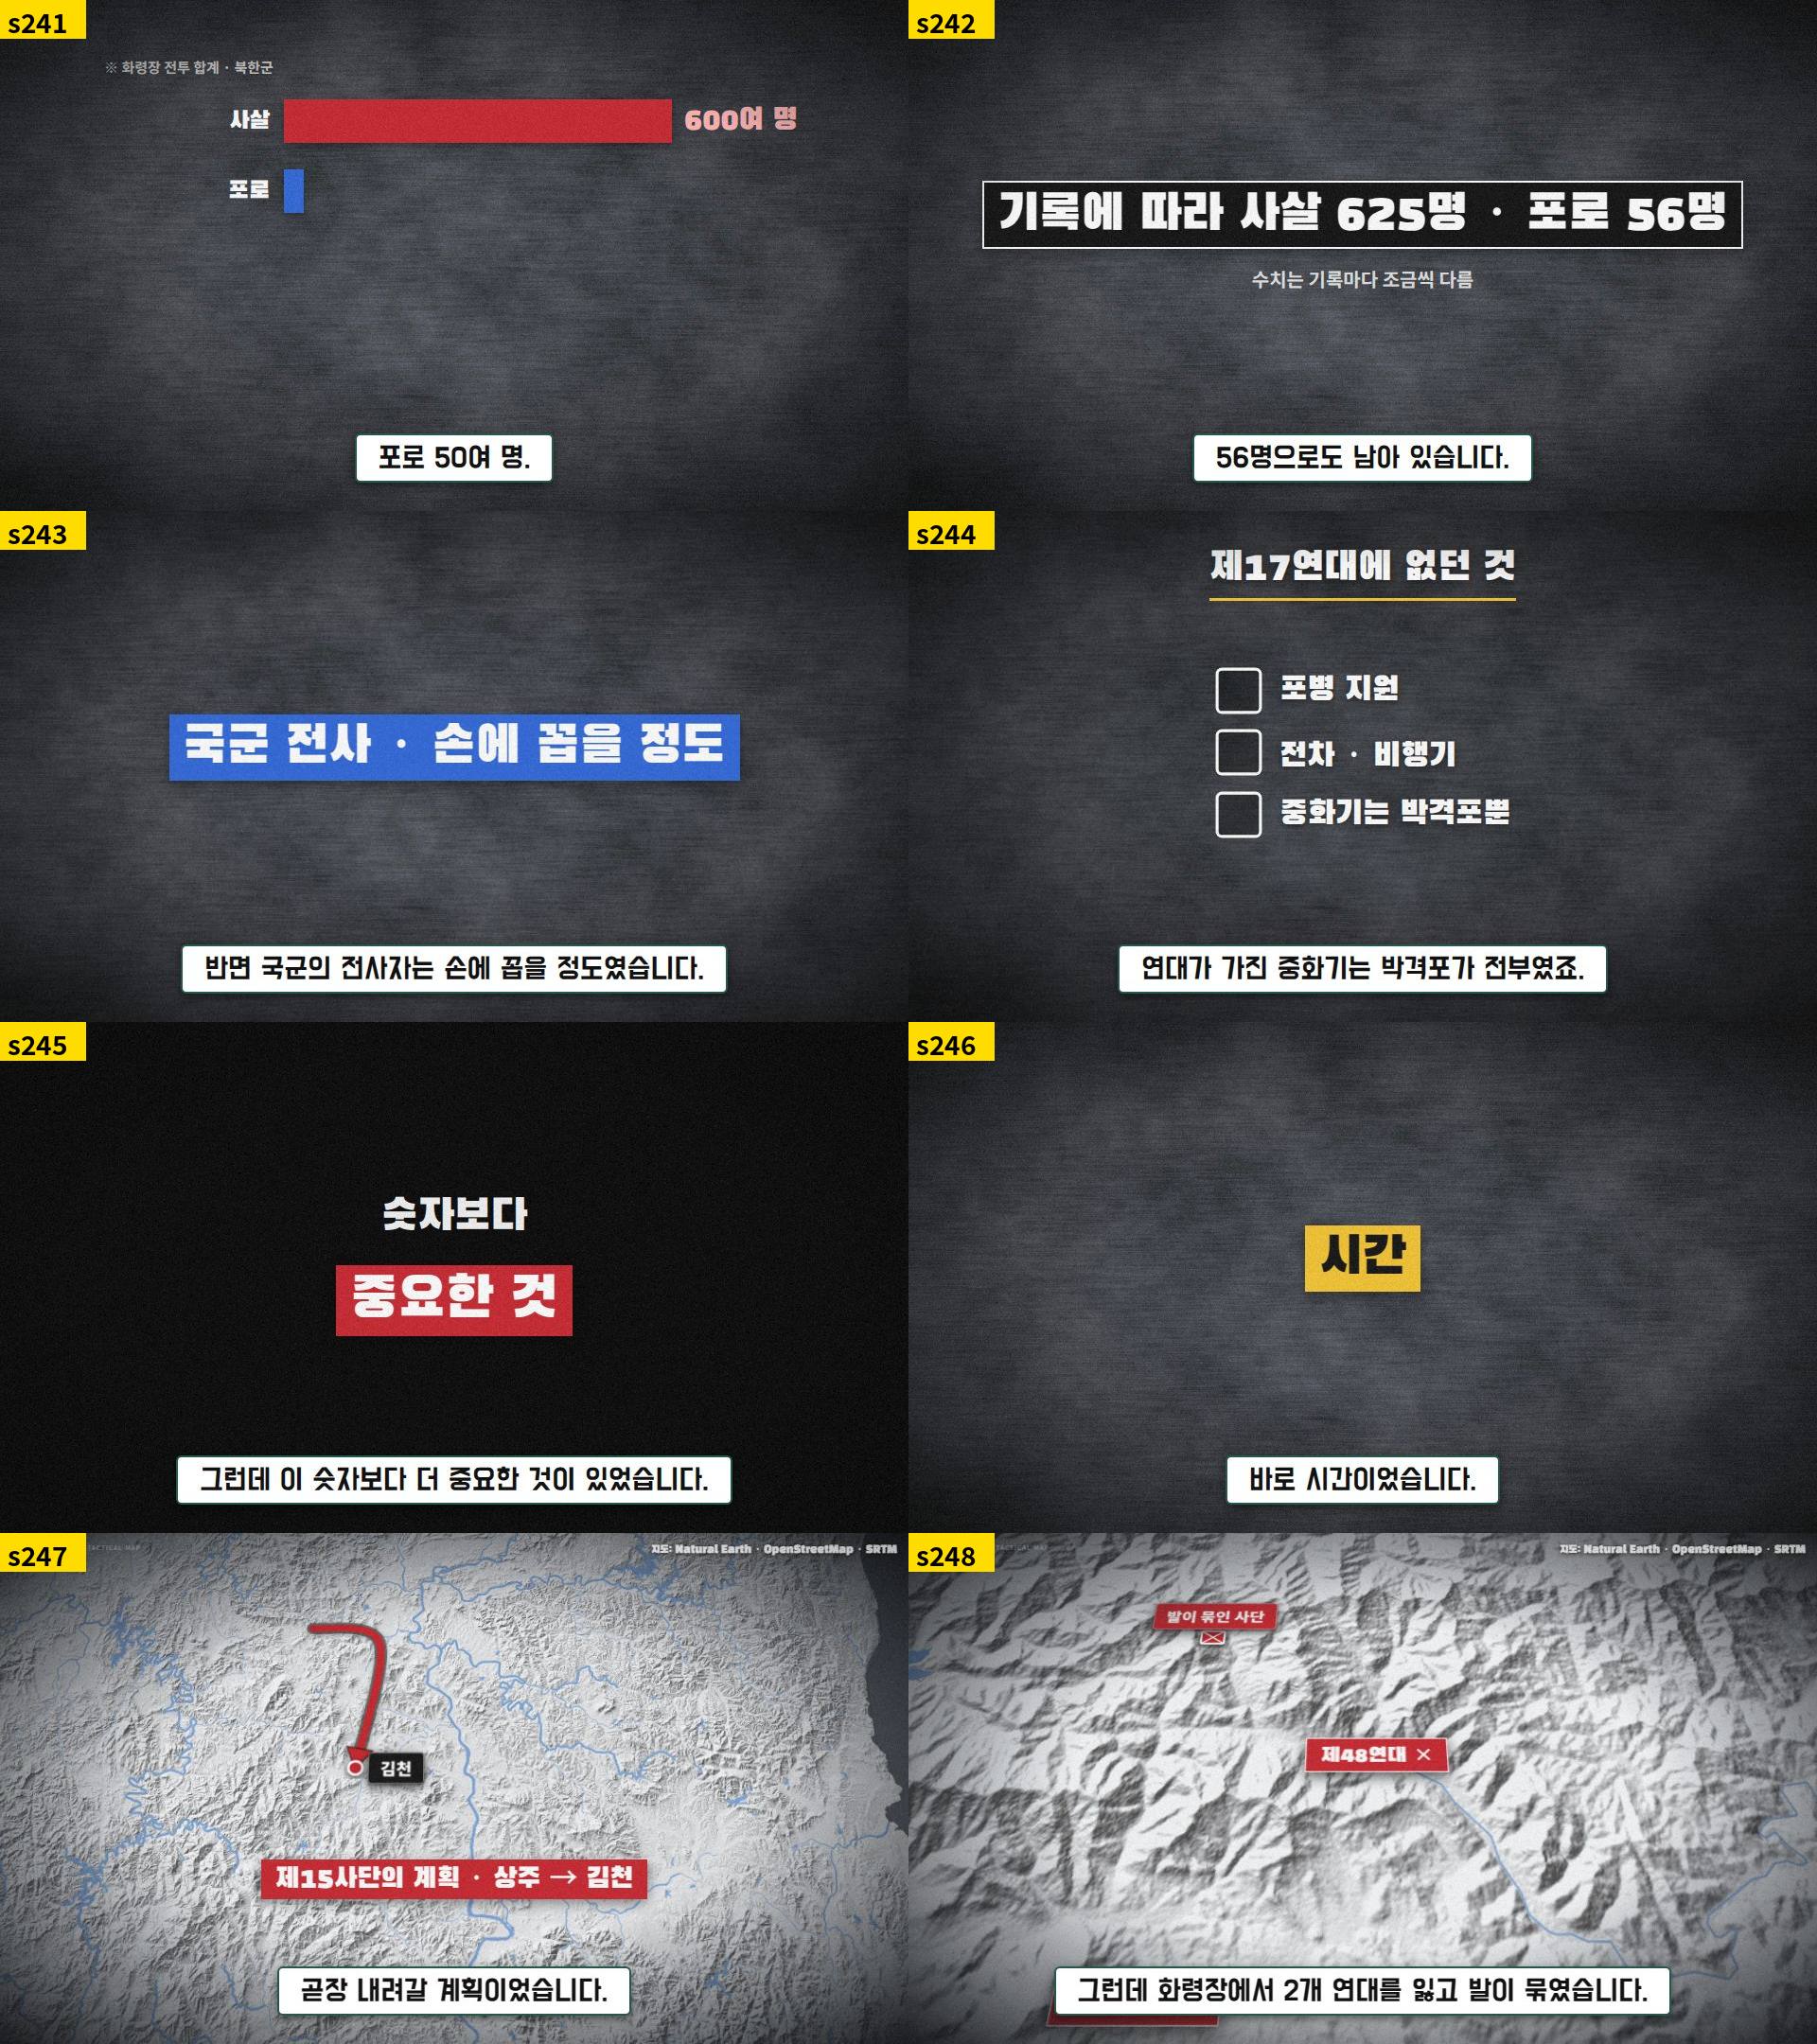 s241
※ 화령장 전투 합계 · 북한군
사살 600여 명
포로
포로 50여 명.
s242
기록에 따라 사살 625명 · 포로 56명
수치는 기록마다 조금씩 다름
56명으로도 남아 있습니다.
s243
국군 전사 · 손에 꼽을 정도
반면 국군의 전사자는 손에 꼽을 정도였습니다.
s244
제17연대에 없던 것
포병 지원
전차 · 비행기
중화기는 박격포뿐
연대가 가진 중화기는 박격포가 전부였죠.
s245
숫자보다
중요한 것
그런데 이 숫자보다 더 중요한 것이 있었습니다.
s246
시간
바로 시간이었습니다.
s247
TACTICAL MAP
지도: Natural Earth · OpenStreetMap · SRTM
김천
제15사단의 계획 · 상주 → 김천
곧장 내려갈 계획이었습니다.
s248
TACTICAL MAP
지도: Natural Earth · OpenStreetMap · SRTM
발이 묶인 사단
제48연대 ✕
그런데 화령장에서 2개 연대를 잃고 발이 묶였습니다.